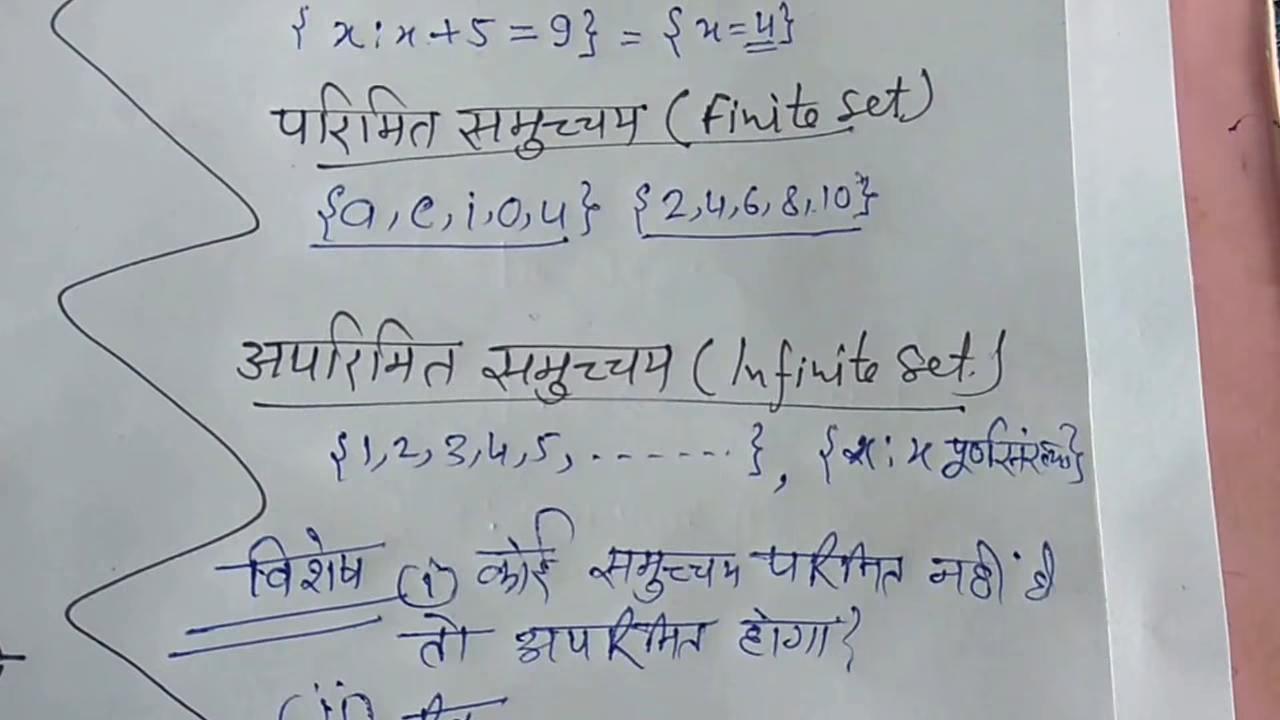 { x : x + 5 = 9 } = { x = 4 }
परिमित समुच्चय ( Finite Set )
{ a , e , i , o , u } { 2 , 4 , 6 , 8 , 10 }
अपरिमित समुच्चय ( Infinite Set. )
{ 1 , 2 , 3 , 4 , 5 , ....... } , { x : x पूर्णसंख्या }
विशेष (i) कोई समुच्चय परिमित नहीं है
तो अपरिमित होगा ?
(ii)